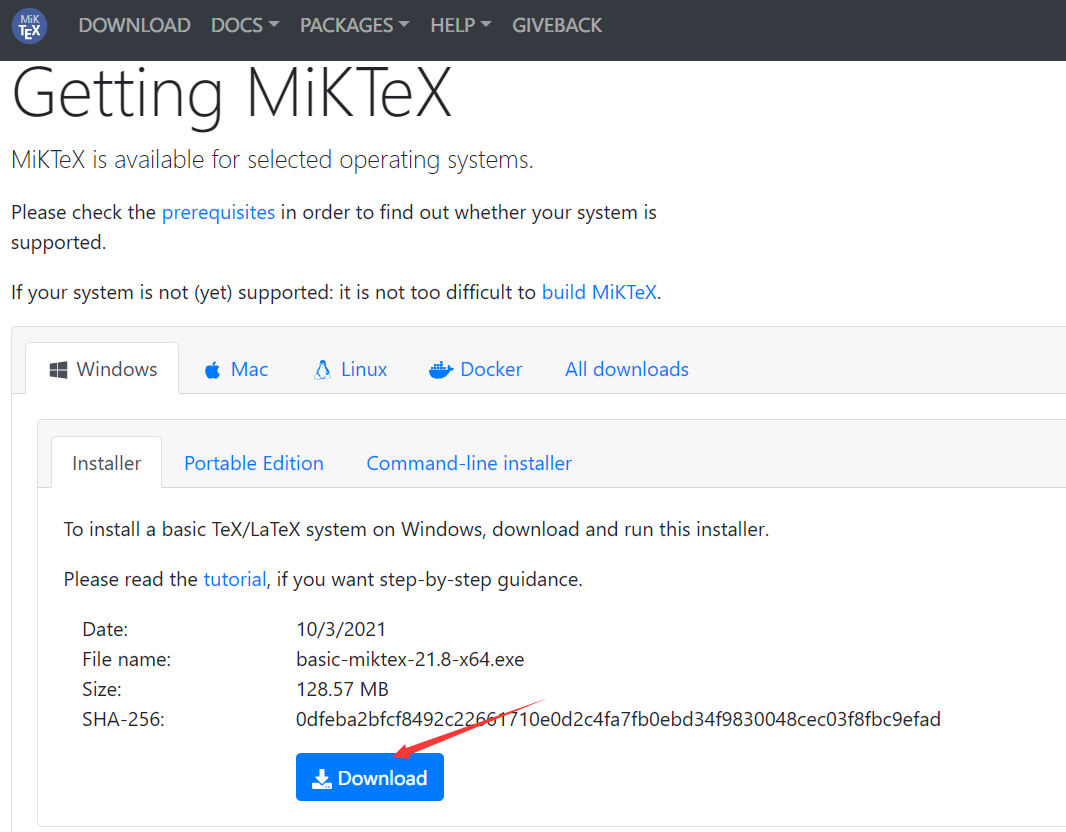 MiK
TEX
DOWNLOAD DOCS PACKAGES HELP GIVEBACK
Getting MiKTeX
MiKTeX is available for selected operating systems.
Please check the prerequisites in order to find out whether your system is
supported.
If your system is not (yet) supported: it is not too difficult to build MiKTeX.
Windows Mac Linux Docker All downloads
Installer Portable Edition Command-line installer
To install a basic TeX/LaTeX system on Windows, download and run this installer.
Please read the tutorial, if you want step-by-step guidance.
Date: 10/3/2021
File name: basic-miktex-21.8-x64.exe
Size: 128.57 MB
SHA-256: 0dfeba2bfcf8492c22661710e0d2c4fa7fb0ebd34f9830048cec03f8fbc9efad
Download